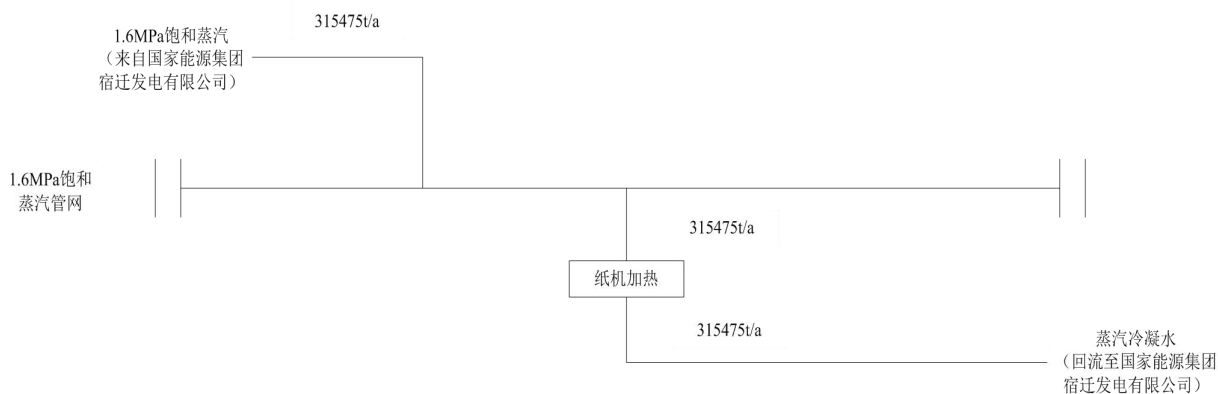 315475t/a
1.6MPa饱和蒸汽
（来自国家能源集团
宿迁发电有限公司）
1.6MPa饱和
蒸汽管网
315475t/a
纸机加热
315475t/a
蒸汽冷凝水
（回流至国家能源集团
宿迁发电有限公司）